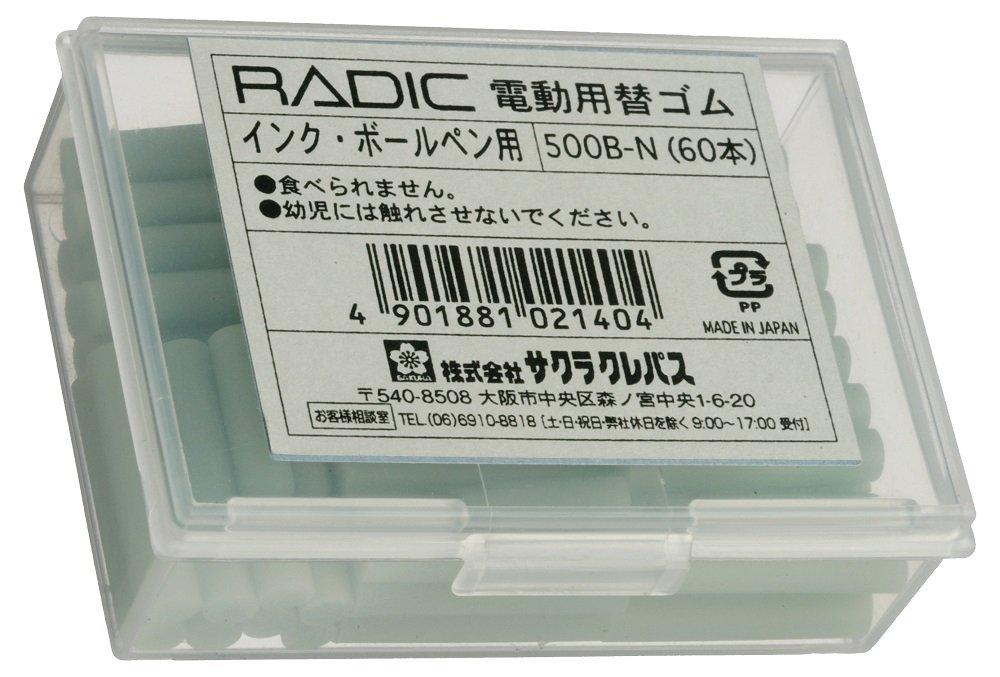 RADIC 電動用替ゴム
インク・ボールペン用 500B-N (60本)
●食べられません。
●幼児には触れさせないでください。
4 901881 021404
プラ
PP
MADE IN JAPAN
SAKURA 株式会社サクラクレパス
〒540-8508 大阪市中央区森ノ宮中央1-6-20
お客様相談室 TEL.(06)6910-8818〔土・日・祝日・弊社休日を除く 9:00〜17:00 受付〕